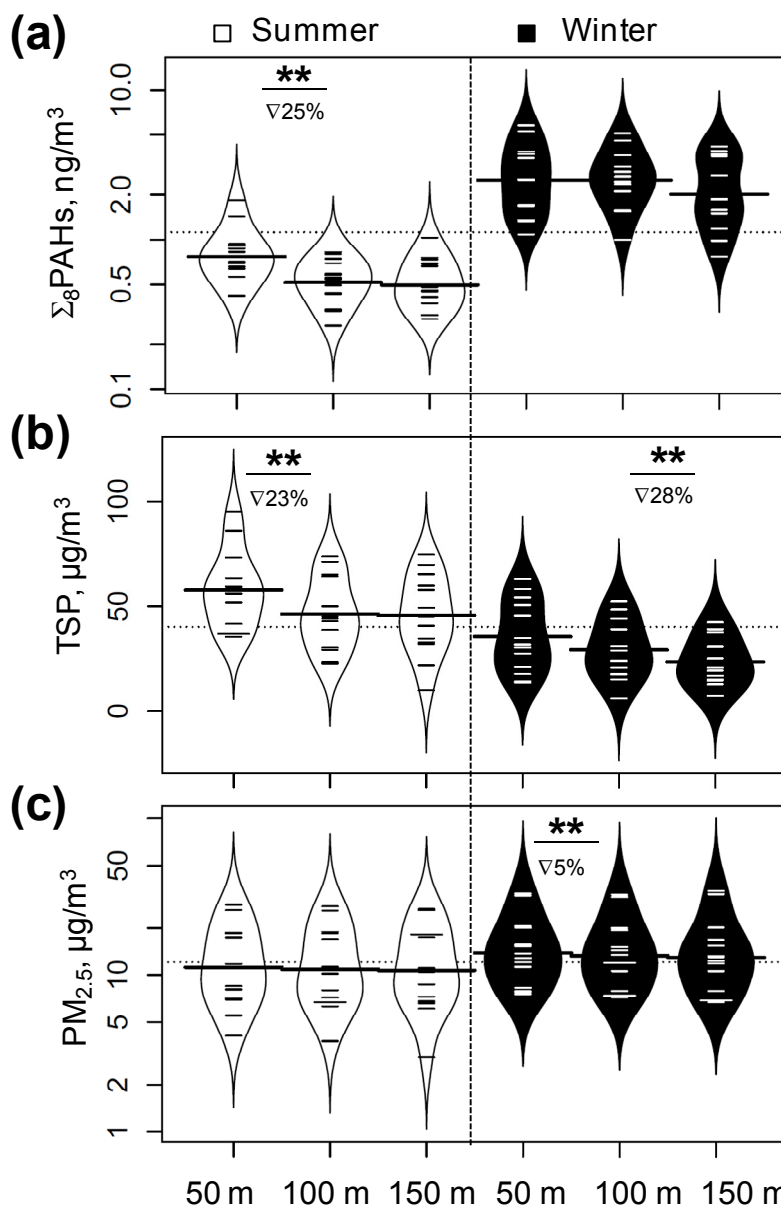 (a) □ Summer ■ Winter
Σ₈PAHs, ng/m³
10.0
2.0
0.5
0.1
**
∇25%
(b)
TSP, µg/m³
100
50
0
**
∇23%
**
∇28%
(c)
PM₂.₅, µg/m³
50
10
5
2
1
**
∇5%
50 m 100 m 150 m 50 m 100 m 150 m